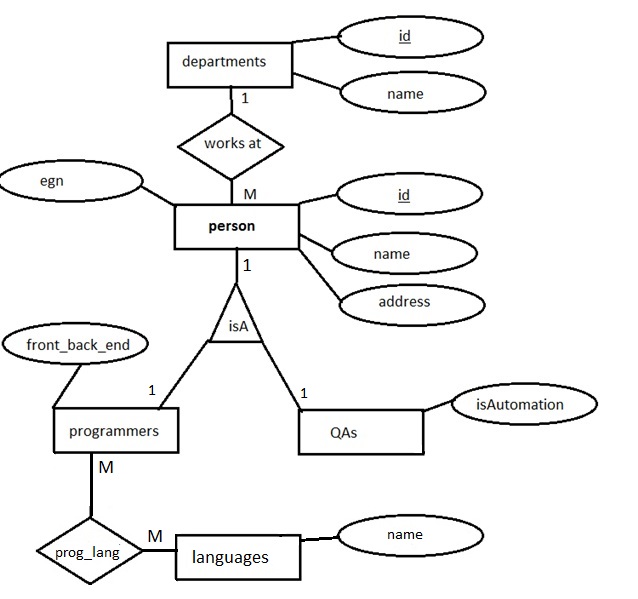 id
departments
name
1
works at
egn
M
id
person
name
1
address
isA
front_back_end
1
1
isAutomation
programmers
QAs
M
M
name
prog_lang
languages